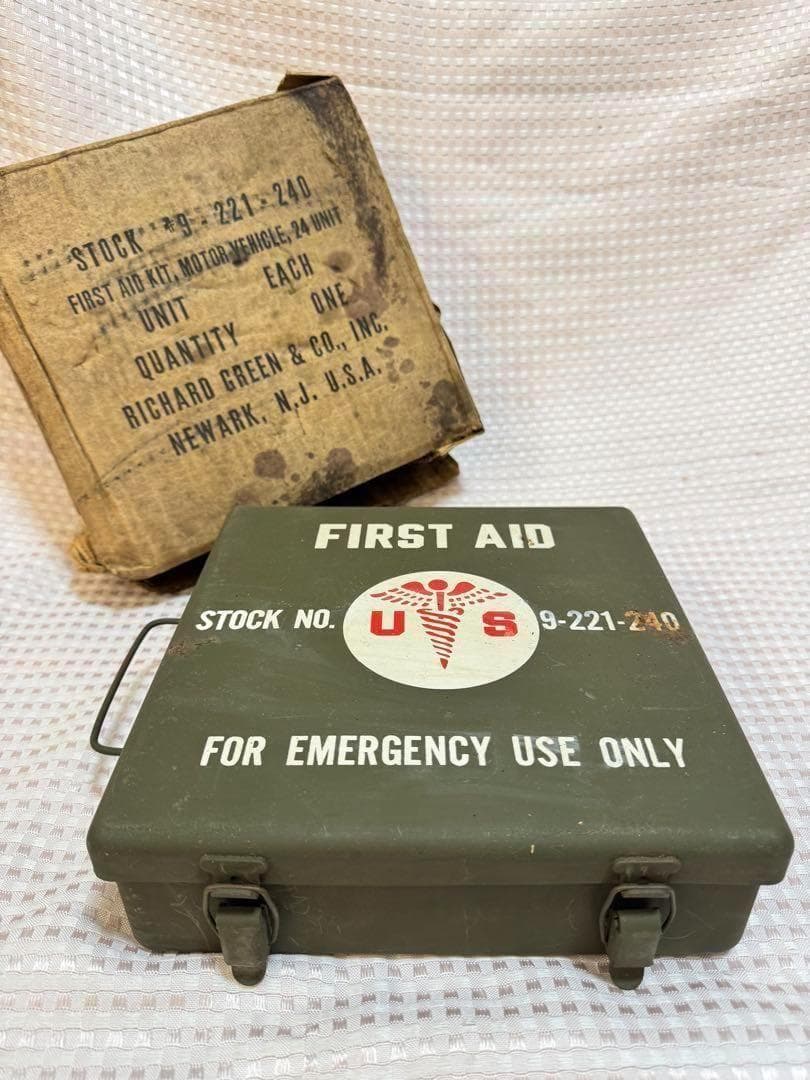 STOCK #9-221-240
FIRST AID KIT, MOTOR VEHICLE, 24 UNIT
UNIT EACH
QUANTITY ONE
RICHARD GREEN & CO., INC.
NEWARK, N.J. U.S.A.
FIRST AID
STOCK NO. U S 9-221-240
FOR EMERGENCY USE ONLY